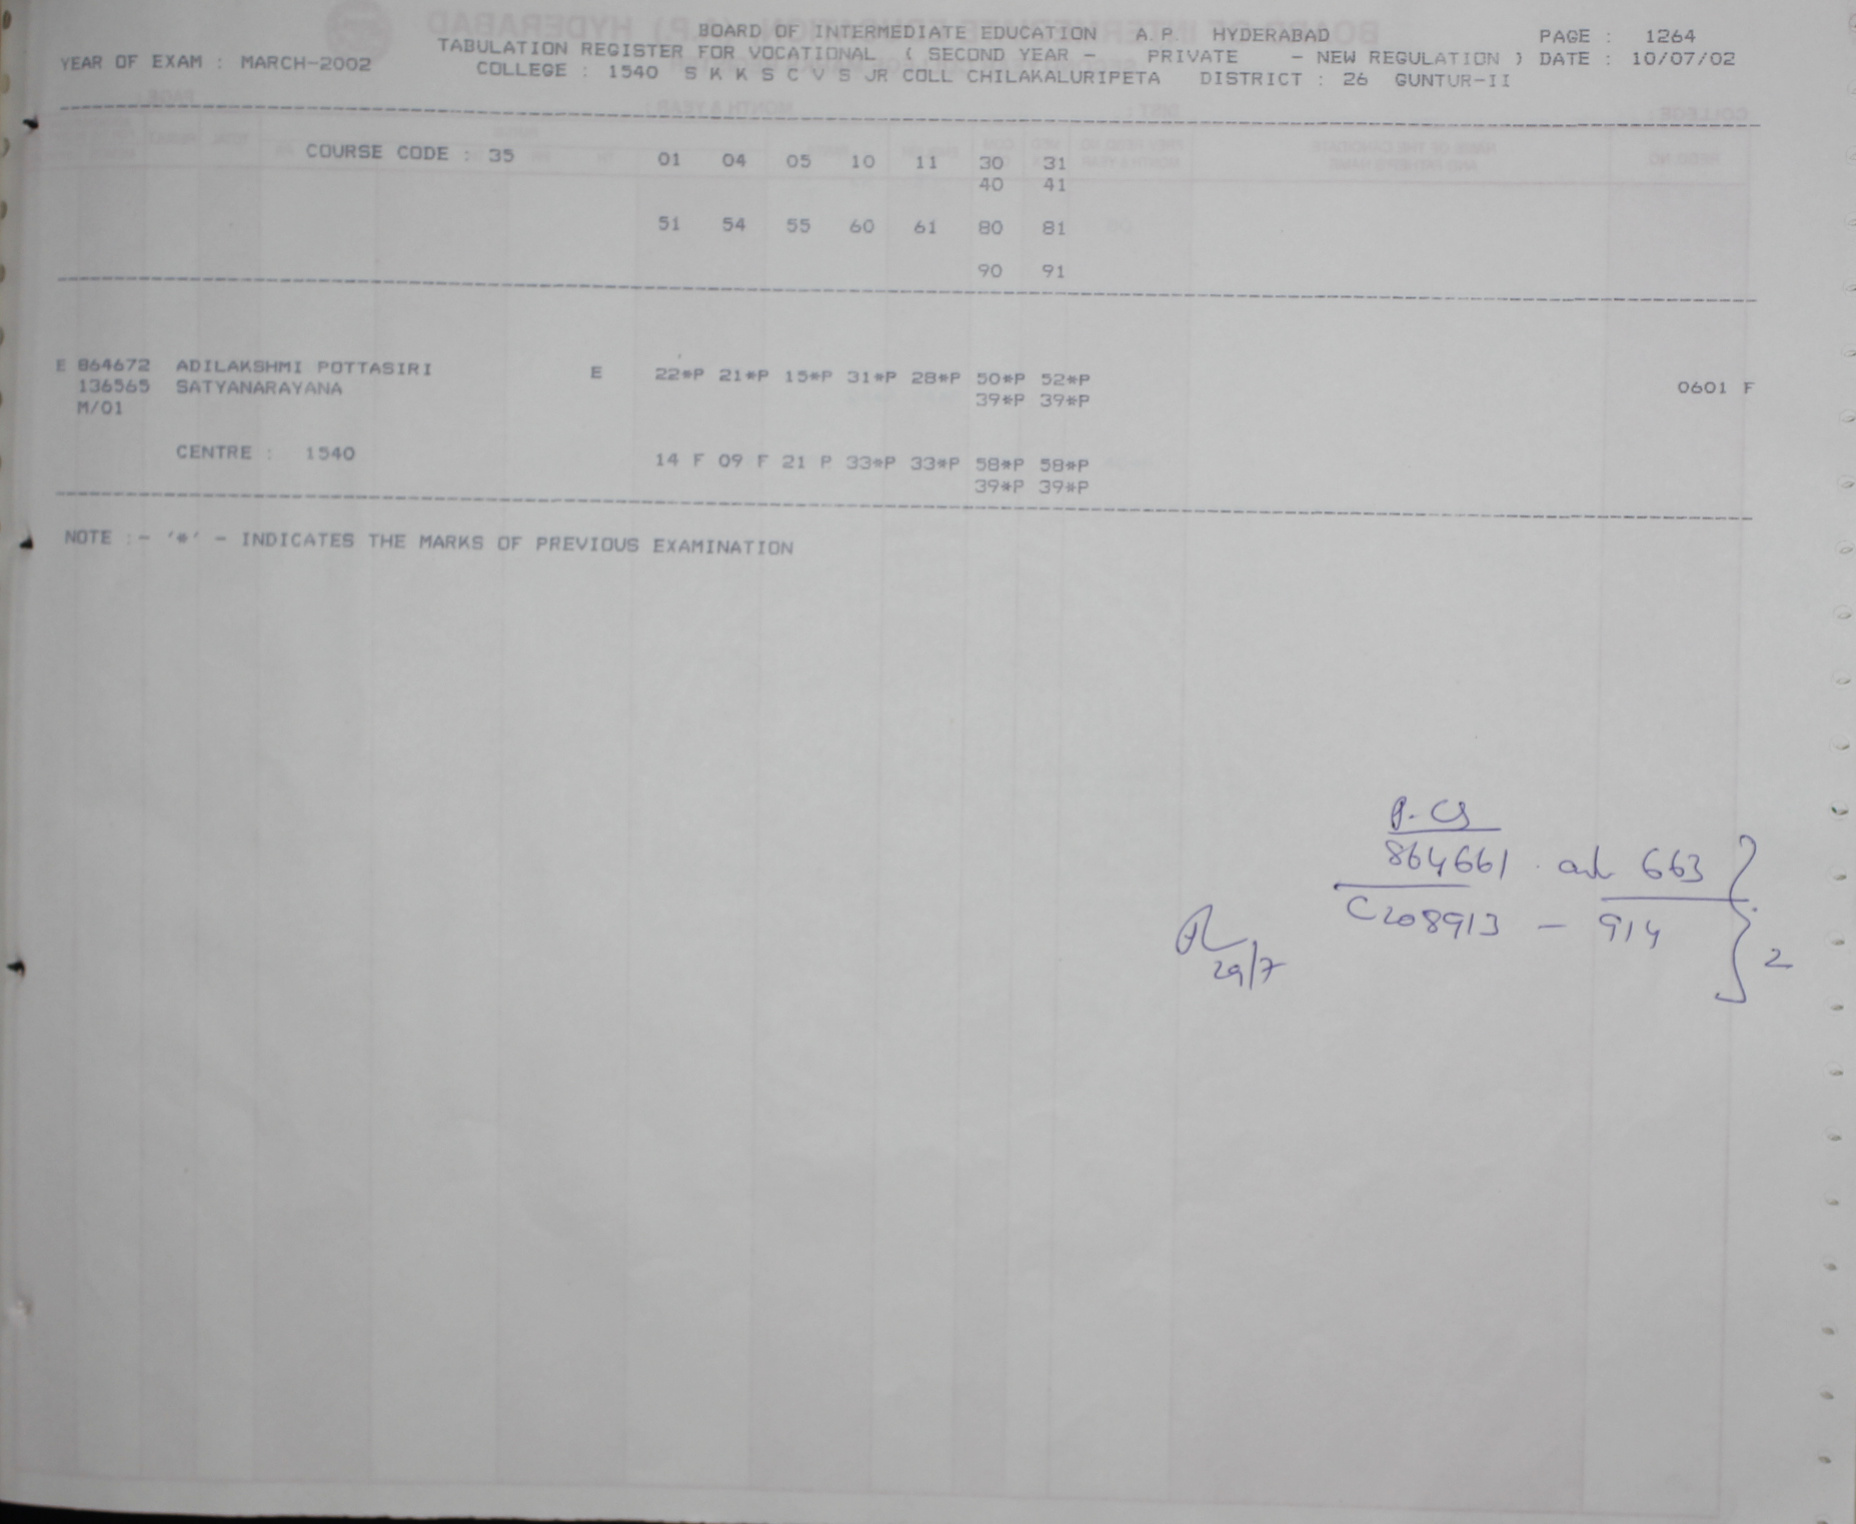 BOARD OF INTERMEDIATE EDUCATION A.P. HYDERABAD PAGE : 1264
TABULATION REGISTER FOR VOCATIONAL ( SECOND YEAR - PRIVATE - NEW REGULATION ) DATE : 10/07/02
YEAR OF EXAM : MARCH-2002 COLLEGE : 1540 S K K S C V S JR COLL CHILAKALURIPETA DISTRICT : 26 GUNTUR-II
COURSE CODE : 35 01 04 05 10 11 30 31
40 41
51 54 55 60 61 80 81
90 91
E 864672 ADILAKSHMI POTTASIRI E 22*P 21*P 15*P 31*P 28*P 50*P 52*P
136565 SATYANARAYANA 39*P 39*P 0601 F
M/01
CENTRE : 1540 14 F 09 F 21 P 33*P 33*P 58*P 58*P
39*P 39*P
NOTE :- '*' - INDICATES THE MARKS OF PREVIOUS EXAMINATION
864661 and 663
C208913 - 914
29/7 2